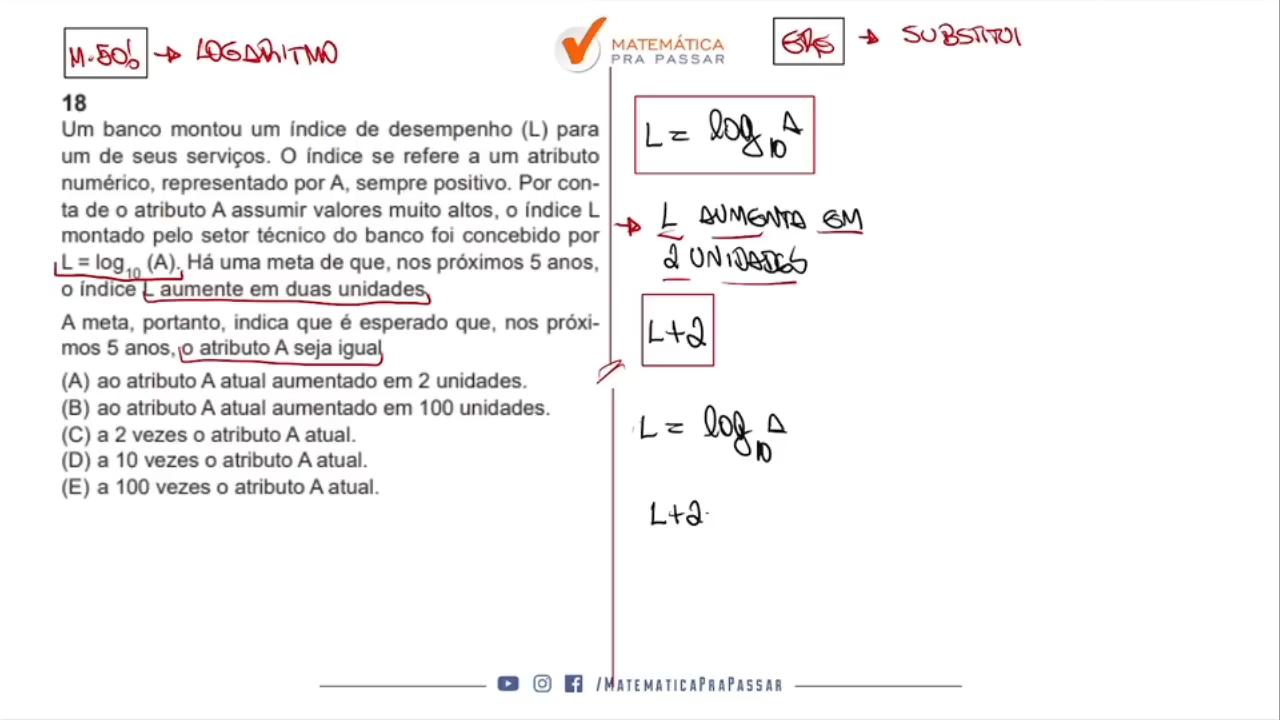 M.50% → LOGARITMO
MATEMÁTICA
PRA PASSAR
→ SUBSTITUI
18
Um banco montou um índice de desempenho (L) para
um de seus serviços. O índice se refere a um atributo
numérico, representado por A, sempre positivo. Por con-
ta de o atributo A assumir valores muito altos, o índice L
montado pelo setor técnico do banco foi concebido por
L = log₁₀ (A). Há uma meta de que, nos próximos 5 anos,
o índice L aumente em duas unidades.
A meta, portanto, indica que é esperado que, nos próxi-
mos 5 anos, o atributo A seja igual
(A) ao atributo A atual aumentado em 2 unidades.
(B) ao atributo A atual aumentado em 100 unidades.
(C) a 2 vezes o atributo A atual.
(D) a 10 vezes o atributo A atual.
(E) a 100 vezes o atributo A atual.
L = log₁₀ A
→ L AUMENTA EM
2 UNIDADES
L+2
L = log₁₀ A
L+2
/MATEMATICAPRAPASSAR